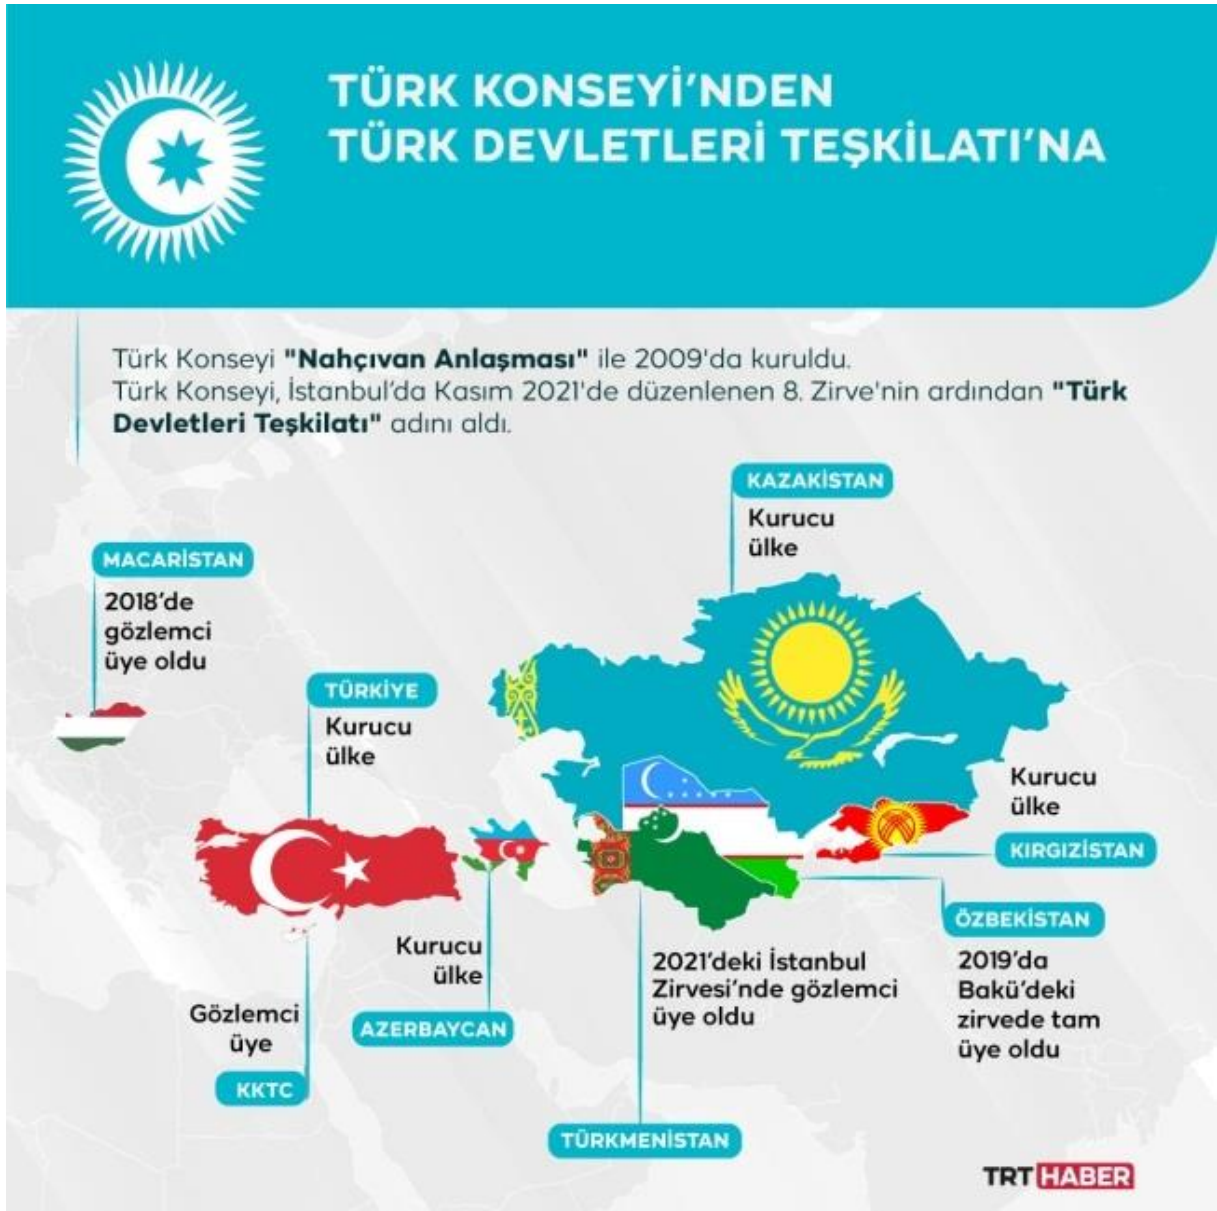 TÜRK KONSEYİ'NDEN
TÜRK DEVLETLERİ TEŞKİLATI'NA
Türk Konseyi "Nahçıvan Anlaşması" ile 2009'da kuruldu.
Türk Konseyi, İstanbul'da Kasım 2021'de düzenlenen 8. Zirve'nin ardından "Türk
Devletleri Teşkilatı" adını aldı.
KAZAKİSTAN
Kurucu
ülke
MACARİSTAN
2018'de
gözlemci
üye oldu
TÜRKİYE
Kurucu
ülke
Kurucu
ülke
KIRGIZİSTAN
ÖZBEKİSTAN
2019'da
Bakü'deki
zirvede tam
üye oldu
Kurucu
ülke
AZERBAYCAN
2021'deki İstanbul
Zirvesi'nde gözlemci
üye oldu
TÜRKMENİSTAN
Gözlemci
üye
KKTC
TRT HABER